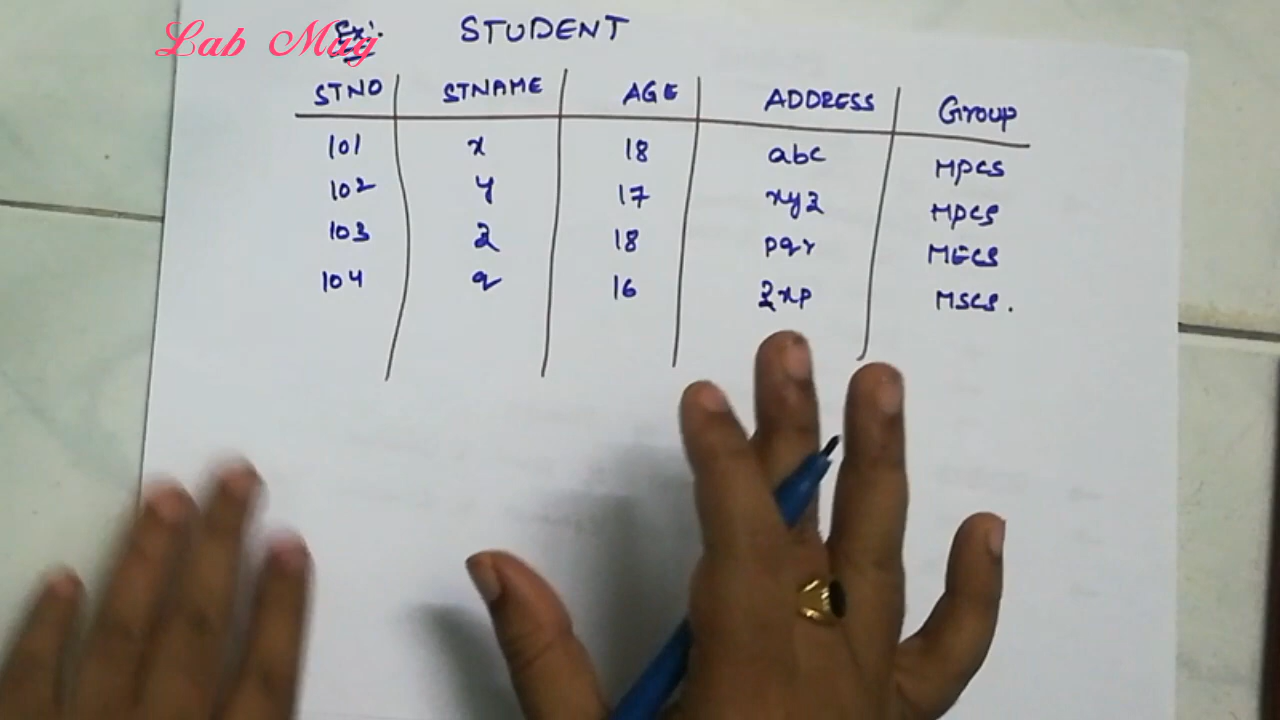 Lab Mag
Ex:- STUDENT
STNO STNAME AGE ADDRESS Group
101 x 18 abc MPCS
102 y 17 xyz MPCS
103 z 18 pqr MECS
104 q 16 zxp MSCS.